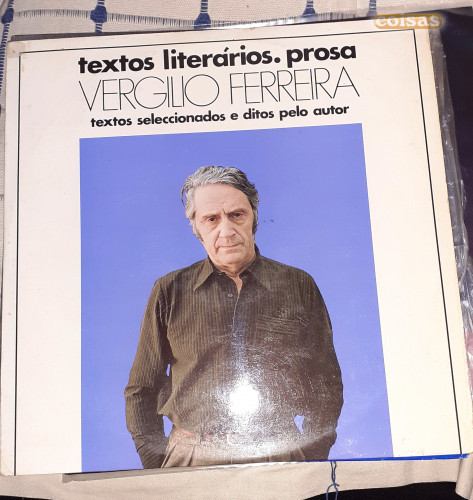 coisas
textos literários. prosa
VERGILIO FERREIRA
textos seleccionados e ditos pelo autor